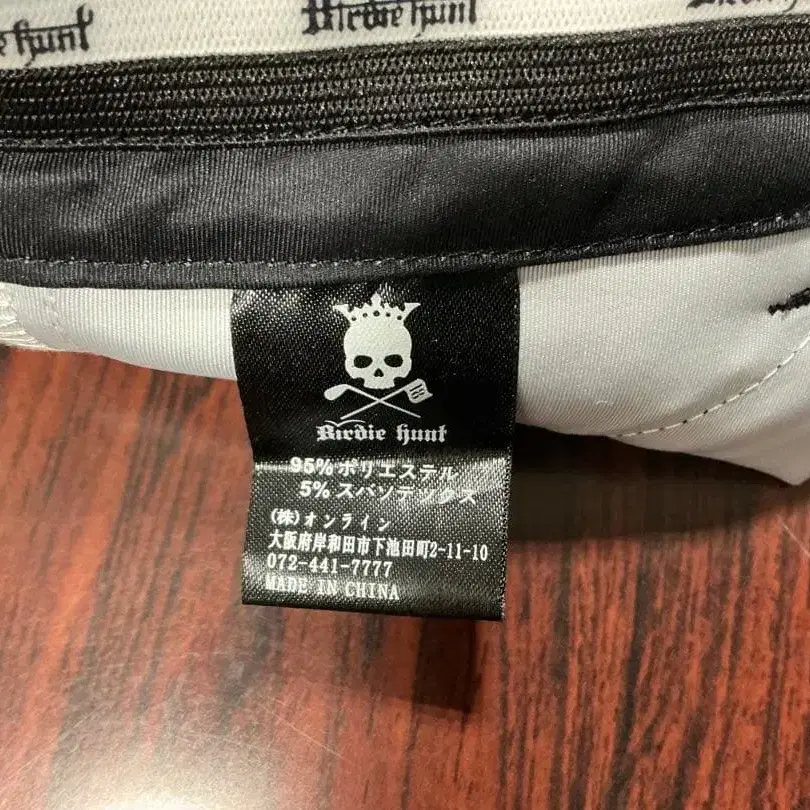 Birdie hunt
Birdie hunt
18
Birdie hunt
95% ポリエステル
5% スパンデックス
(株)オンライン
大阪府岸和田市下池田町2-11-10
072-441-7777
MADE IN CHINA